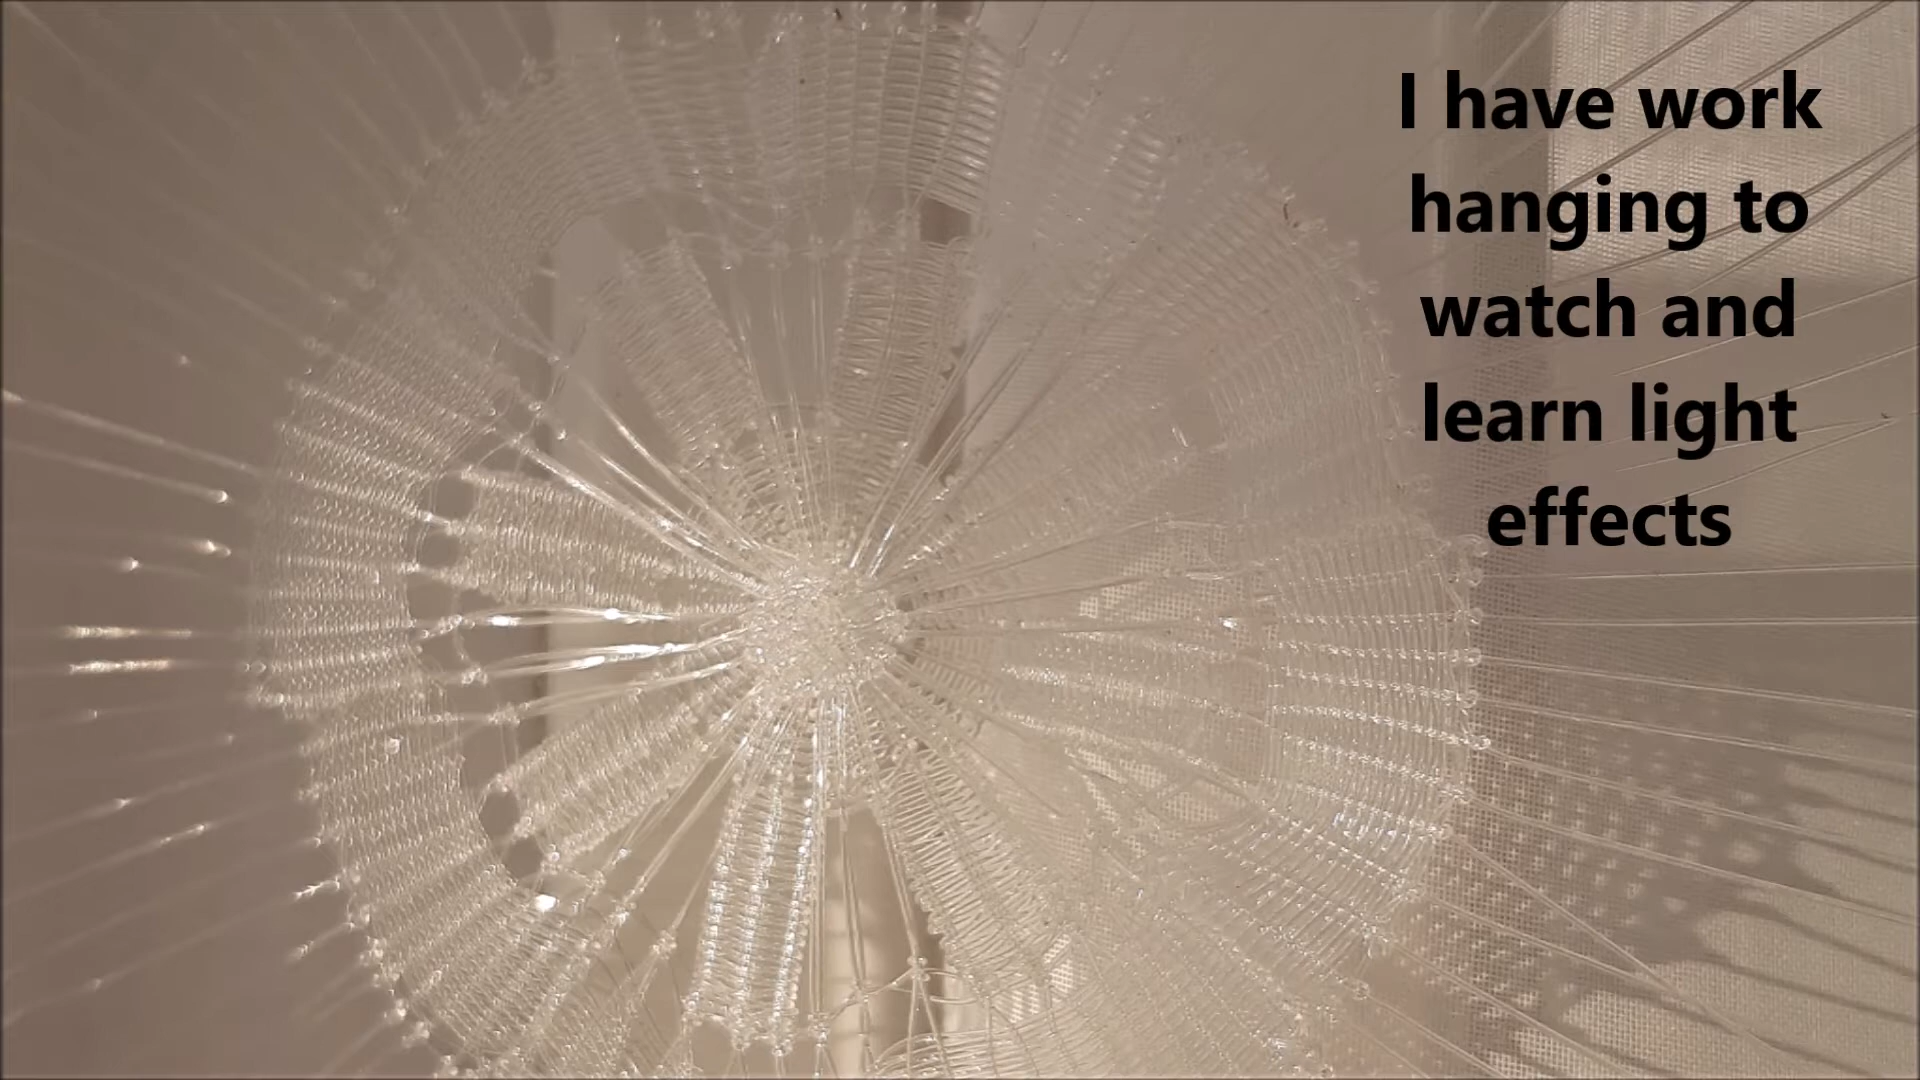 I have work
hanging to
watch and
learn light
effects